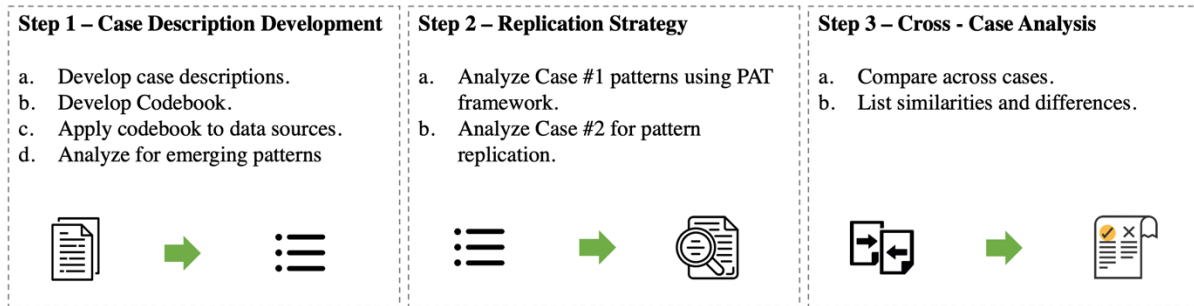 Step 1 – Case Description Development
a. Develop case descriptions.
b. Develop Codebook.
c. Apply codebook to data sources.
d. Analyze for emerging patterns
Step 2 – Replication Strategy
a. Analyze Case #1 patterns using PAT
framework.
b. Analyze Case #2 for pattern
replication.
Step 3 – Cross - Case Analysis
a. Compare across cases.
b. List similarities and differences.